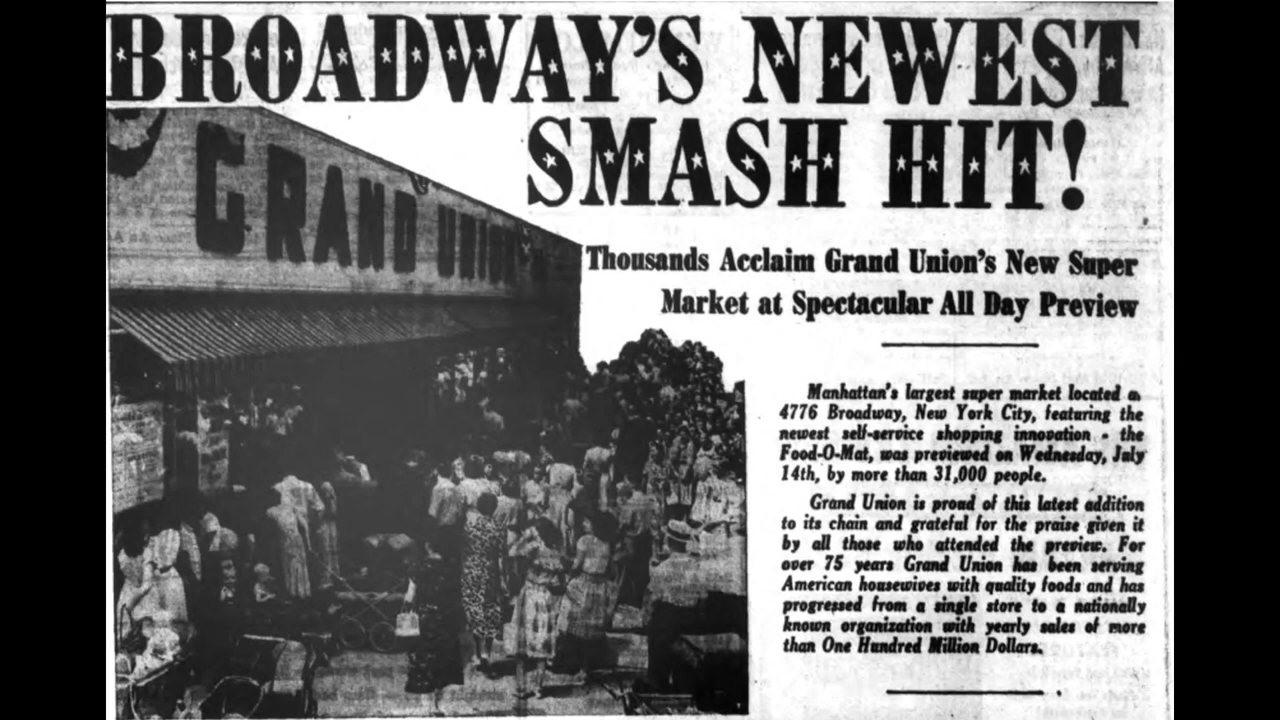 BROADWAY'S NEWEST
SMASH HIT!
GRAND UNION
Thousands Acclaim Grand Union's New Super
Market at Spectacular All Day Preview
Manhattan's largest super market located
4776 Broadway, New York City, featuring the
newest self-service shopping innovation - the
Food-O-Mat, was previewed on Wednesday, July
14th, by more than 31,000 people.
Grand Union is proud of this latest addition
to its chain and grateful for the praise given it
by all those who attended the preview. For
over 75 years Grand Union has been serving
American housewives with quality foods and has
progressed from a single store to a nationally
known organization with yearly sales of more
than One Hundred Million Dollars.